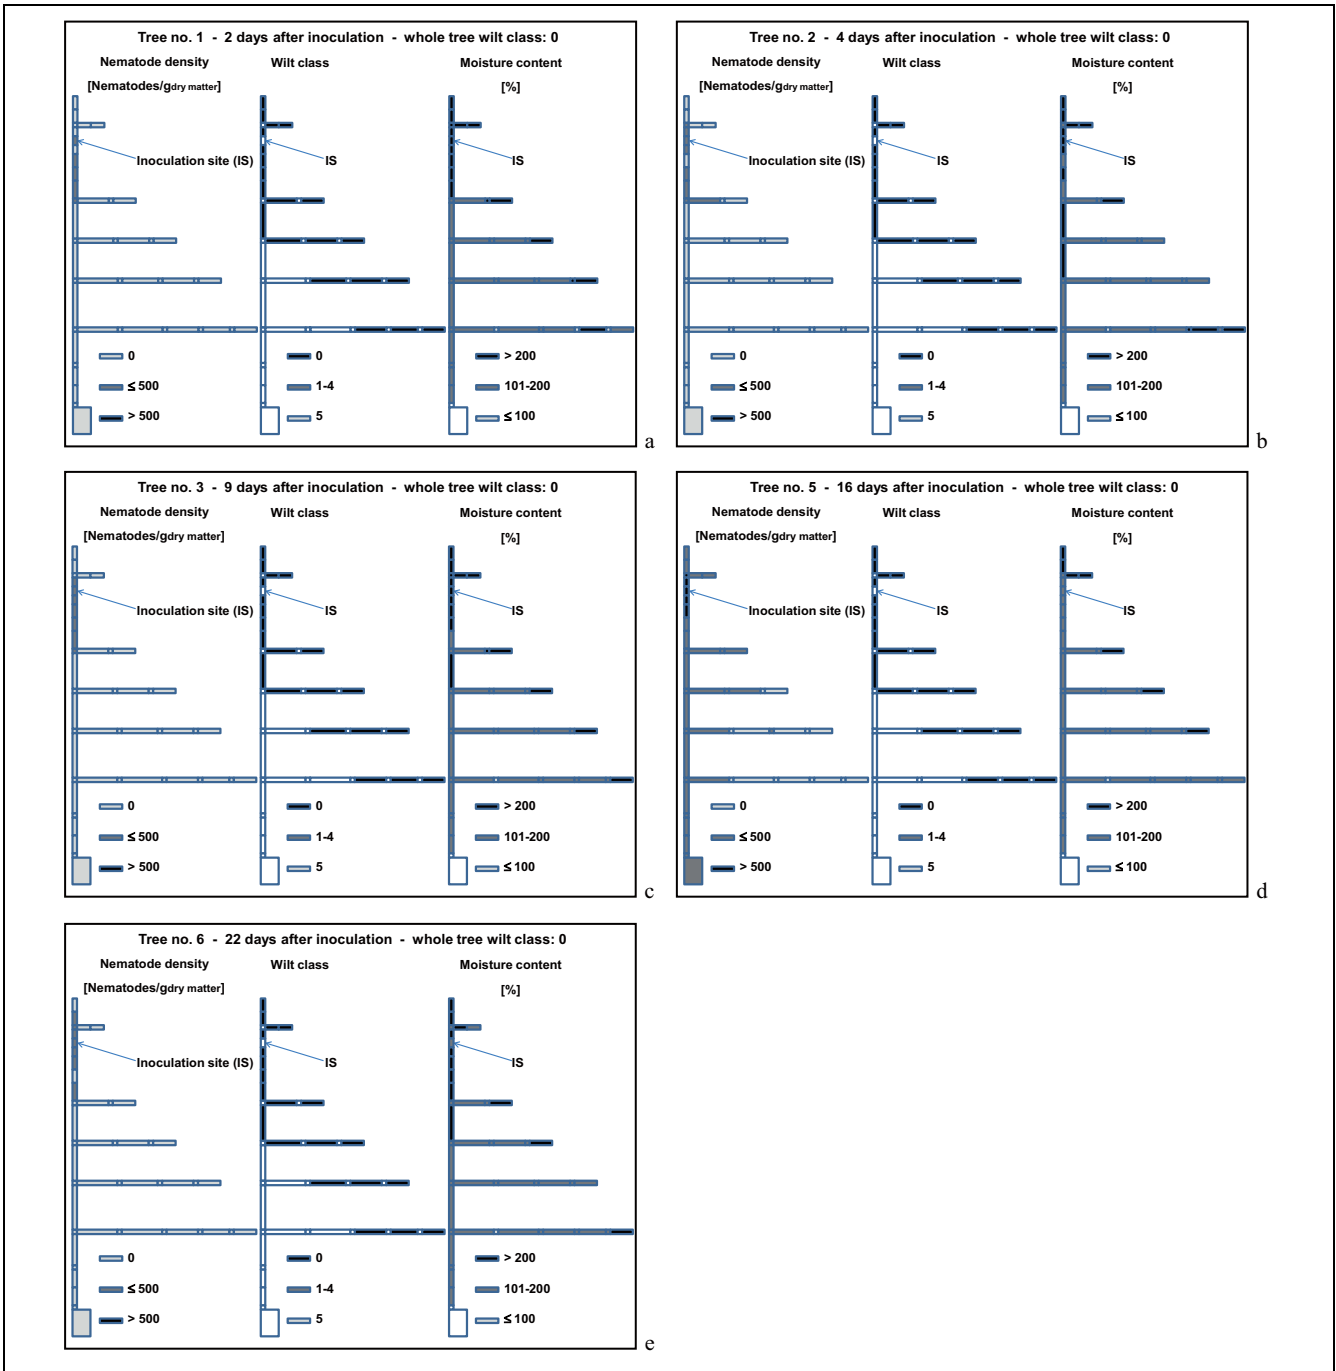 Tree no. 1 - 2 days after inoculation - whole tree wilt class: 0
Nematode density Wilt class Moisture content
[Nematodes/gdry matter] [%]
Inoculation site (IS) IS IS
0 0 > 200
≤ 500 1-4 101-200
> 500 5 ≤ 100
a
Tree no. 2 - 4 days after inoculation - whole tree wilt class: 0
Nematode density Wilt class Moisture content
[Nematodes/gdry matter] [%]
Inoculation site (IS) IS IS
0 0 > 200
≤ 500 1-4 101-200
> 500 5 ≤ 100
b
Tree no. 3 - 9 days after inoculation - whole tree wilt class: 0
Nematode density Wilt class Moisture content
[Nematodes/gdry matter] [%]
Inoculation site (IS) IS IS
0 0 > 200
≤ 500 1-4 101-200
> 500 5 ≤ 100
c
Tree no. 5 - 16 days after inoculation - whole tree wilt class: 0
Nematode density Wilt class Moisture content
[Nematodes/gdry matter] [%]
Inoculation site (IS) IS IS
0 0 > 200
≤ 500 1-4 101-200
> 500 5 ≤ 100
d
Tree no. 6 - 22 days after inoculation - whole tree wilt class: 0
Nematode density Wilt class Moisture content
[Nematodes/gdry matter] [%]
Inoculation site (IS) IS IS
0 0 > 200
≤ 500 1-4 101-200
> 500 5 ≤ 100
e